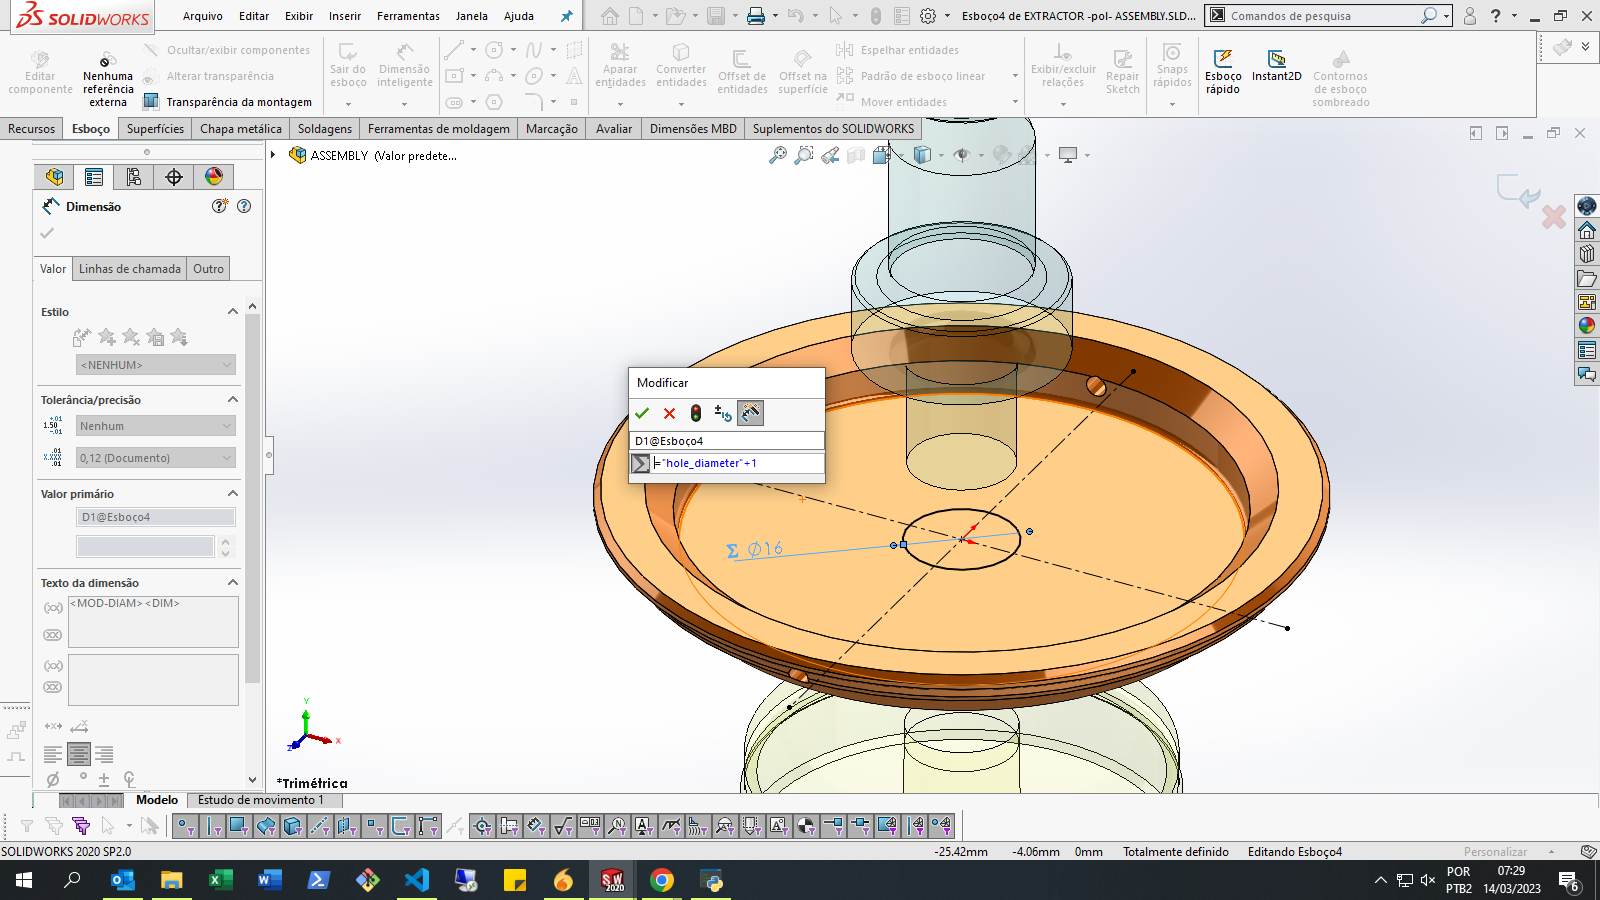 SOLIDWORKS
Arquivo Editar Exibir Inserir Ferramentas Janela Ajuda
Esboço4 de EXTRACTOR -pol- ASSEMBLY.SLD...
Comandos de pesquisa
?
Editar componente
Nenhuma referência externa
Ocultar/exibir componentes
Alterar transparência
Transparência da montagem
Sair do esboço
Dimensão inteligente
Aparar entidades
Converter entidades
Offset de entidades
Offset na superfície
Espelhar entidades
Padrão de esboço linear
Mover entidades
Exibir/excluir relações
Repair Sketch
Snaps rápidos
Esboço rápido
Instant2D
Contornos de esboço sombreado
Recursos Esboço Superfícies Chapa metálica Soldagens Ferramentas de moldagem Marcação Avaliar Dimensões MBD Suplementos do SOLIDWORKS
ASSEMBLY (Valor predete...
Dimensão
Valor Linhas de chamada Outro
Estilo
<NENHUM>
Tolerância/precisão
Nenhum
0,12 (Documento)
Valor primário
D1@Esboço4
Texto da dimensão
<MOD-DIAM><DIM>
Modificar
D1@Esboço4
="hole_diameter"+1
Σ Ø16
Y
X
Z
*Trimétrica
Modelo Estudo de movimento 1
SOLIDWORKS 2020 SP2.0
-25.42mm -4.06mm 0mm Totalmente definido Editando Esboço4 Personalizar
SW 2020
POR
PTB2
07:29
14/03/2023
6